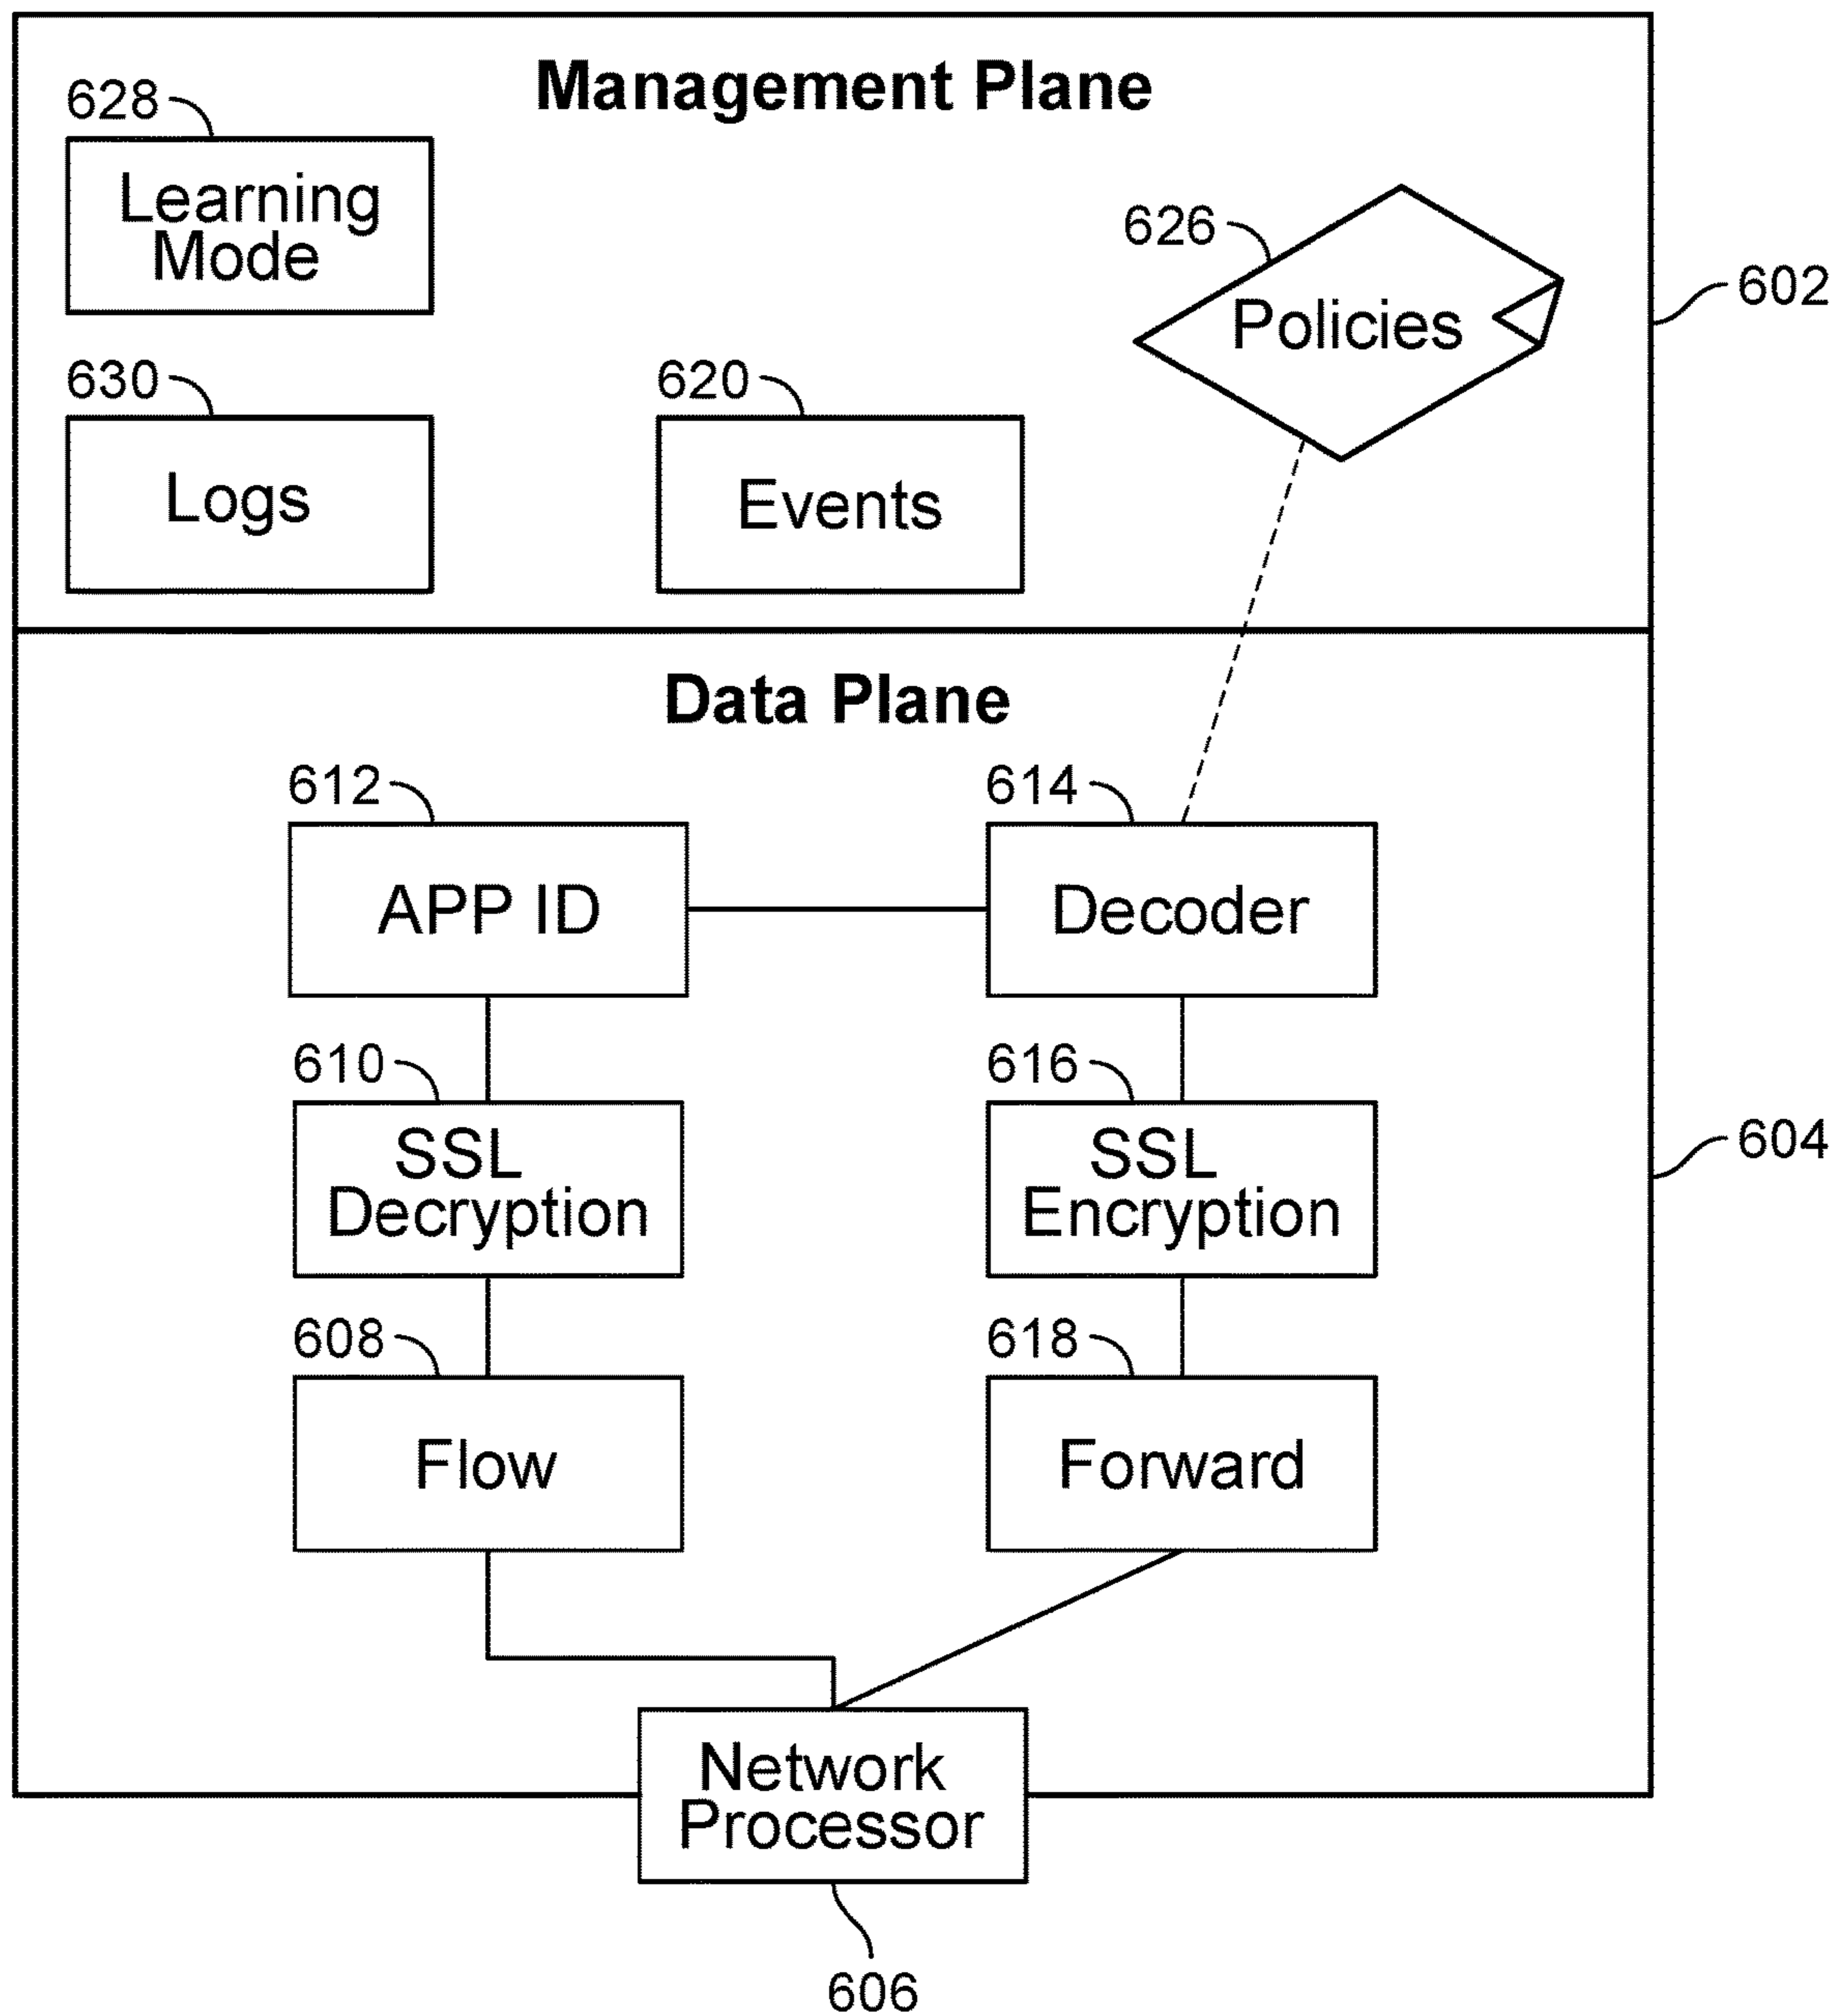 Management Plane
628
Learning
Mode
626
Policies
602
630
Logs
620
Events
Data Plane
612
APP ID
614
Decoder
610
SSL
Decryption
616
SSL
Encryption
604
608
Flow
618
Forward
Network
Processor
606